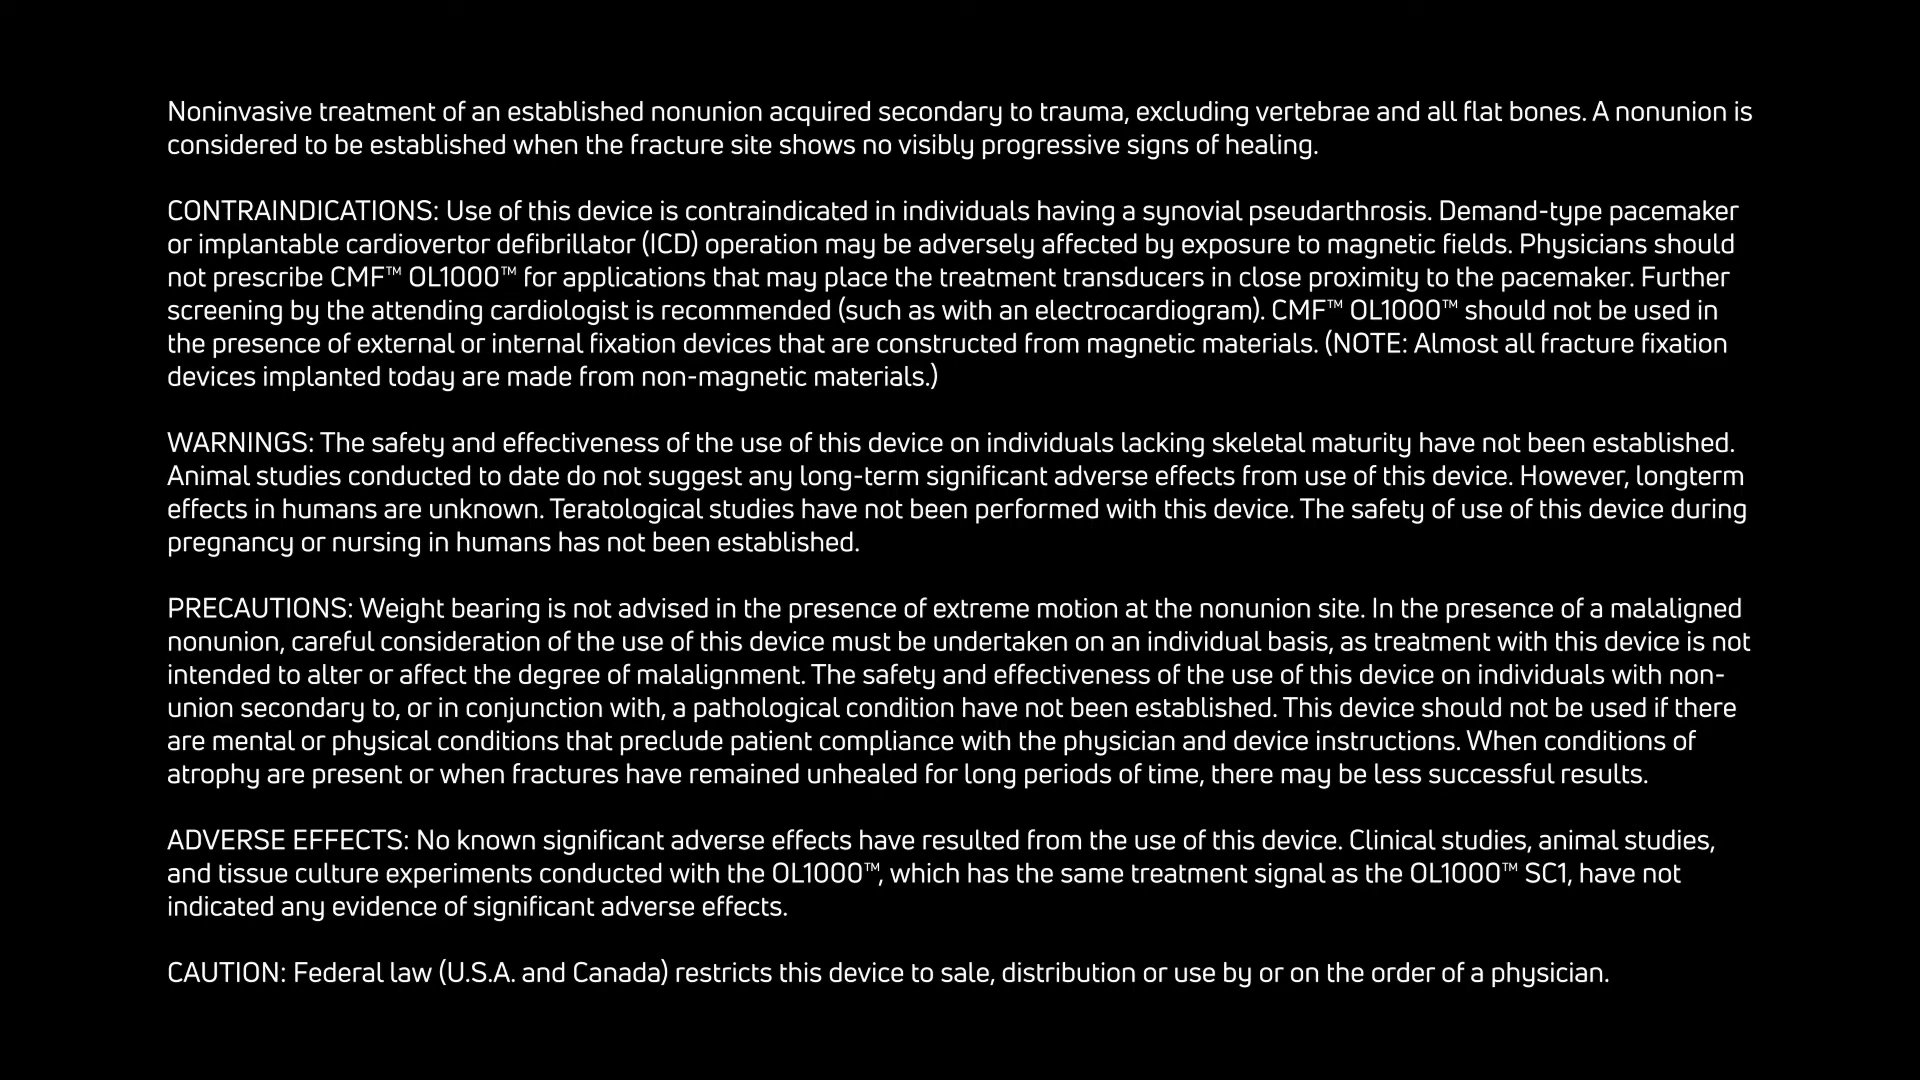 Noninvasive treatment of an established nonunion acquired secondary to trauma, excluding vertebrae and all flat bones. A nonunion is
considered to be established when the fracture site shows no visibly progressive signs of healing.
CONTRAINDICATIONS: Use of this device is contraindicated in individuals having a synovial pseudarthrosis. Demand-type pacemaker
or implantable cardiovertor defibrillator (ICD) operation may be adversely affected by exposure to magnetic fields. Physicians should
not prescribe CMF™ OL1000™ for applications that may place the treatment transducers in close proximity to the pacemaker. Further
screening by the attending cardiologist is recommended (such as with an electrocardiogram). CMF™ OL1000™ should not be used in
the presence of external or internal fixation devices that are constructed from magnetic materials. (NOTE: Almost all fracture fixation
devices implanted today are made from non-magnetic materials.)
WARNINGS: The safety and effectiveness of the use of this device on individuals lacking skeletal maturity have not been established.
Animal studies conducted to date do not suggest any long-term significant adverse effects from use of this device. However, longterm
effects in humans are unknown. Teratological studies have not been performed with this device. The safety of use of this device during
pregnancy or nursing in humans has not been established.
PRECAUTIONS: Weight bearing is not advised in the presence of extreme motion at the nonunion site. In the presence of a malaligned
nonunion, careful consideration of the use of this device must be undertaken on an individual basis, as treatment with this device is not
intended to alter or affect the degree of malalignment. The safety and effectiveness of the use of this device on individuals with non-
union secondary to, or in conjunction with, a pathological condition have not been established. This device should not be used if there
are mental or physical conditions that preclude patient compliance with the physician and device instructions. When conditions of
atrophy are present or when fractures have remained unhealed for long periods of time, there may be less successful results.
ADVERSE EFFECTS: No known significant adverse effects have resulted from the use of this device. Clinical studies, animal studies,
and tissue culture experiments conducted with the OL1000™, which has the same treatment signal as the OL1000™ SC1, have not
indicated any evidence of significant adverse effects.
CAUTION: Federal law (U.S.A. and Canada) restricts this device to sale, distribution or use by or on the order of a physician.